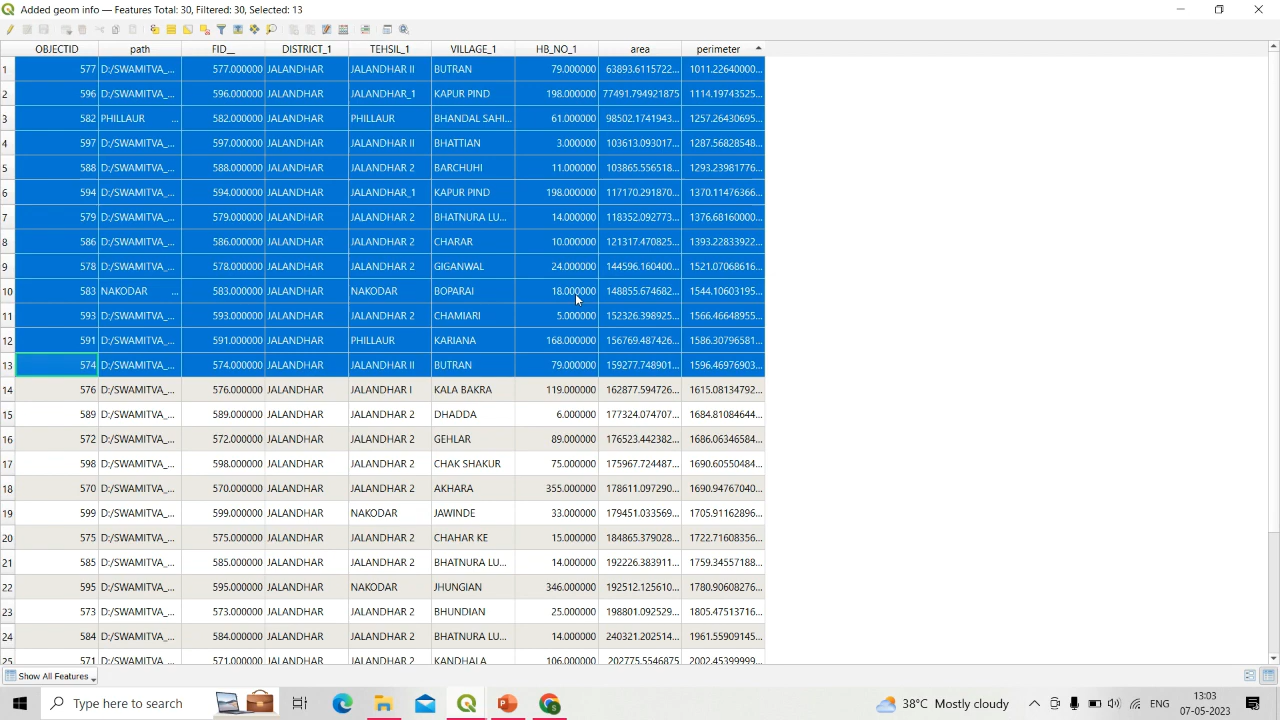 Added geom info — Features Total: 30, Filtered: 30, Selected: 13
OBJECTID path FID__ DISTRICT_1 TEHSIL_1 VILLAGE_1 HB_NO_1 area perimeter
1 577 D:/SWAMITVA_... 577.000000 JALANDHAR JALANDHAR II BUTRAN 79.000000 63893.6115722... 1011.22640000...
2 596 D:/SWAMITVA_... 596.000000 JALANDHAR JALANDHAR_1 KAPUR PIND 198.000000 77491.794921875 1114.19743525...
3 582 PHILLAUR ... 582.000000 JALANDHAR PHILLAUR BHANDAL SAHI... 61.000000 98502.1741943... 1257.26430695...
4 597 D:/SWAMITVA_... 597.000000 JALANDHAR JALANDHAR II BHATTIAN 3.000000 103613.093017... 1287.56828548...
5 588 D:/SWAMITVA_... 588.000000 JALANDHAR JALANDHAR 2 BARCHUHI 11.000000 103865.556518... 1293.23981776...
6 594 D:/SWAMITVA_... 594.000000 JALANDHAR JALANDHAR_1 KAPUR PIND 198.000000 117170.291870... 1370.11476366...
7 579 D:/SWAMITVA_... 579.000000 JALANDHAR JALANDHAR 2 BHATNURA LU... 14.000000 118352.092773... 1376.68160000...
8 586 D:/SWAMITVA_... 586.000000 JALANDHAR JALANDHAR 2 CHARAR 10.000000 121317.470825... 1393.22833922...
9 578 D:/SWAMITVA_... 578.000000 JALANDHAR JALANDHAR 2 GIGANWAL 24.000000 144596.160400... 1521.07068616...
10 583 NAKODAR ... 583.000000 JALANDHAR NAKODAR BOPARAI 18.000000 148855.674682... 1544.10603195...
11 593 D:/SWAMITVA_... 593.000000 JALANDHAR JALANDHAR 2 CHAMIARI 5.000000 152326.398925... 1566.46648955...
12 591 D:/SWAMITVA_... 591.000000 JALANDHAR PHILLAUR KARIANA 168.000000 156769.487426... 1586.30796581...
13 574 D:/SWAMITVA_... 574.000000 JALANDHAR JALANDHAR II BUTRAN 79.000000 159277.748901... 1596.46976903...
14 576 D:/SWAMITVA_... 576.000000 JALANDHAR JALANDHAR I KALA BAKRA 119.000000 162877.594726... 1615.08134792...
15 589 D:/SWAMITVA_... 589.000000 JALANDHAR JALANDHAR 2 DHADDA 6.000000 177324.074707... 1684.81084644...
16 572 D:/SWAMITVA_... 572.000000 JALANDHAR JALANDHAR 2 GEHLAR 89.000000 176523.442382... 1686.06346584...
17 598 D:/SWAMITVA_... 598.000000 JALANDHAR JALANDHAR 2 CHAK SHAKUR 75.000000 175967.724487... 1690.60550484...
18 570 D:/SWAMITVA_... 570.000000 JALANDHAR JALANDHAR 2 AKHARA 355.000000 178611.097290... 1690.94767040...
19 599 D:/SWAMITVA_... 599.000000 JALANDHAR NAKODAR JAWINDE 33.000000 179451.033569... 1705.91162896...
20 575 D:/SWAMITVA_... 575.000000 JALANDHAR JALANDHAR 2 CHAHAR KE 15.000000 184865.379028... 1722.71608356...
21 585 D:/SWAMITVA_... 585.000000 JALANDHAR JALANDHAR 2 BHATNURA LU... 14.000000 192226.383911... 1759.34557188...
22 595 D:/SWAMITVA_... 595.000000 JALANDHAR NAKODAR JHUNGIAN 346.000000 192512.125610... 1780.90608276...
23 573 D:/SWAMITVA_... 573.000000 JALANDHAR JALANDHAR 2 BHUNDIAN 25.000000 198801.092529... 1805.47513716...
24 584 D:/SWAMITVA_... 584.000000 JALANDHAR JALANDHAR 2 BHATNURA LU... 14.000000 240321.202514... 1961.55909145...
25 571 D:/SWAMITVA_... 571.000000 JALANDHAR JALANDHAR 2 KANDHALA 106.000000 202775.5546875 2002.45399999...
Show All Features
Type here to search 38°C Mostly cloudy ENG 13:03
07-05-2023